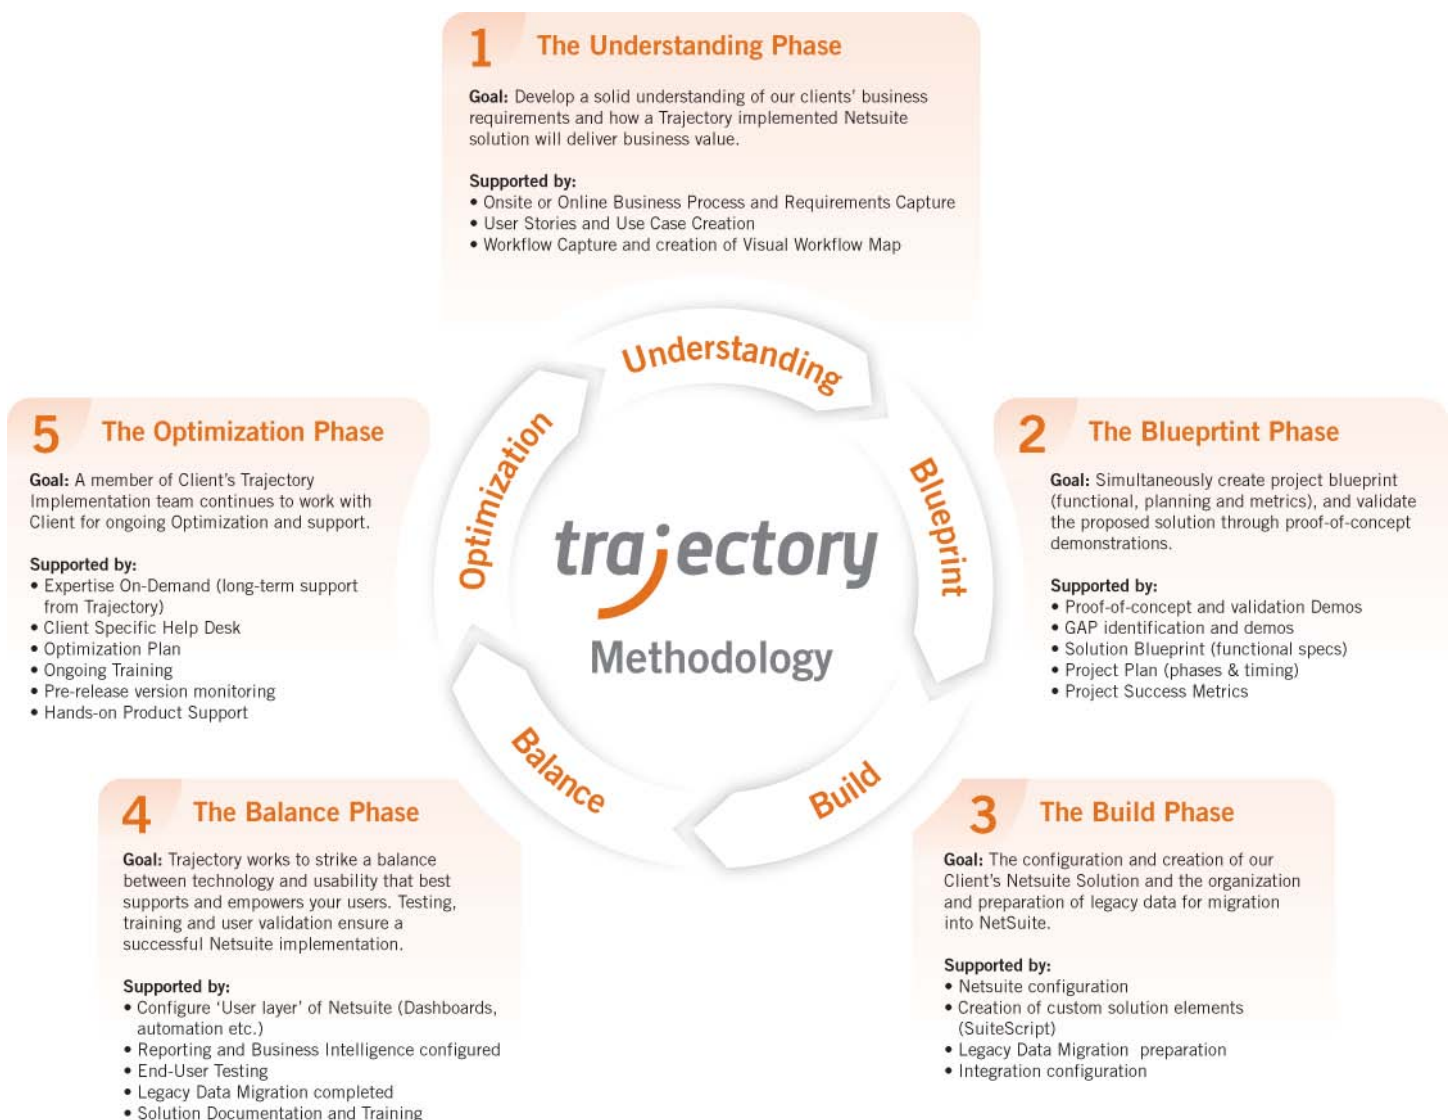 1 The Understanding Phase
Goal: Develop a solid understanding of our clients' business
requirements and how a Trajectory implemented Netsuite
solution will deliver business value.
Supported by:
• Onsite or Online Business Process and Requirements Capture
• User Stories and Use Case Creation
• Workflow Capture and creation of Visual Workflow Map
Understanding
Blueprint
Build
Balance
Optimization
trajectory
Methodology
2 The Blueprtint Phase
Goal: Simultaneously create project blueprint
(functional, planning and metrics), and validate
the proposed solution through proof-of-concept
demonstrations.
Supported by:
• Proof-of-concept and validation Demos
• GAP identification and demos
• Solution Blueprint (functional specs)
• Project Plan (phases & timing)
• Project Success Metrics
3 The Build Phase
Goal: The configuration and creation of our
Client's Netsuite Solution and the organization
and preparation of legacy data for migration
into NetSuite.
Supported by:
• Netsuite configuration
• Creation of custom solution elements
(SuiteScript)
• Legacy Data Migration preparation
• Integration configuration
4 The Balance Phase
Goal: Trajectory works to strike a balance
between technology and usability that best
supports and empowers your users. Testing,
training and user validation ensure a
successful Netsuite implementation.
Supported by:
• Configure 'User layer' of Netsuite (Dashboards,
automation etc.)
• Reporting and Business Intelligence configured
• End-User Testing
• Legacy Data Migration completed
• Solution Documentation and Training
5 The Optimization Phase
Goal: A member of Client's Trajectory
Implementation team continues to work with
Client for ongoing Optimization and support.
Supported by:
• Expertise On-Demand (long-term support
from Trajectory)
• Client Specific Help Desk
• Optimization Plan
• Ongoing Training
• Pre-release version monitoring
• Hands-on Product Support